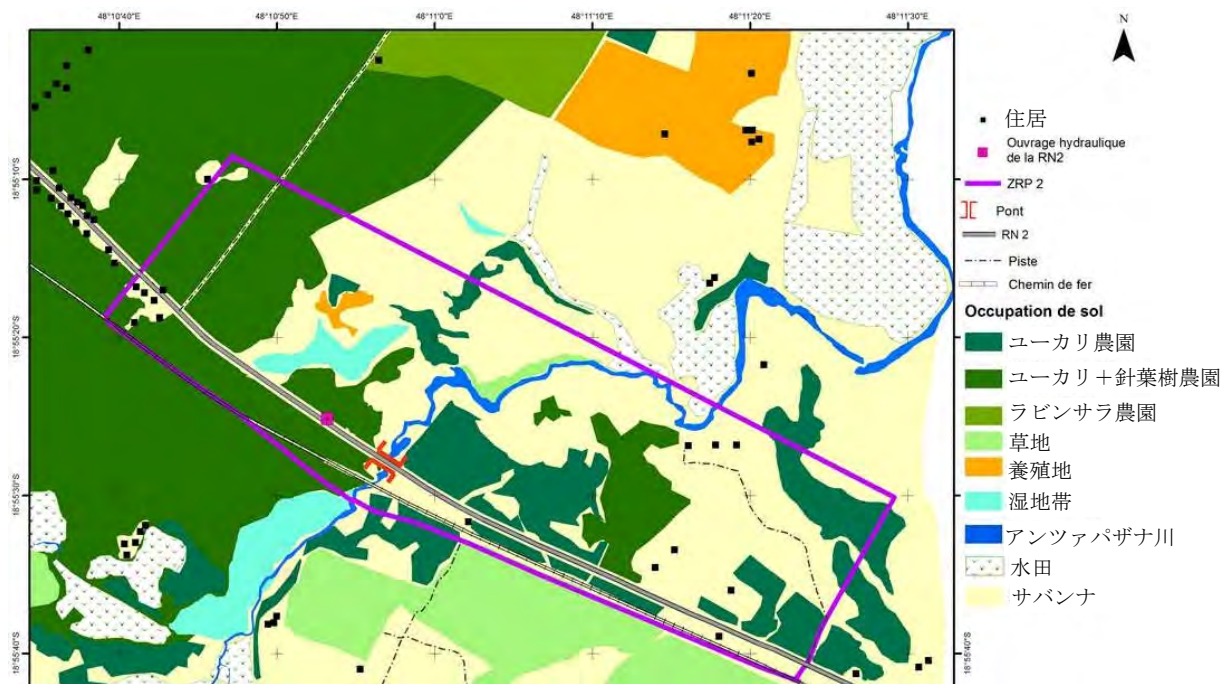 48°10'40"E
48°10'50"E
48°11'0"E
48°11'10"E
48°11'20"E
48°11'30"E
18°55'10"S
18°55'20"S
18°55'30"S
18°55'40"S
18°55'40"S
N
住居
Ouvrage hydraulique
de la RN2
ZRP 2
Pont
RN 2
Piste
Chemin de fer
Occupation de sol
ユーカリ農園
ユーカリ＋針葉樹農園
ラビンサラ農園
草地
養殖地
湿地帯
アンツァパザナ川
水田
サバンナ